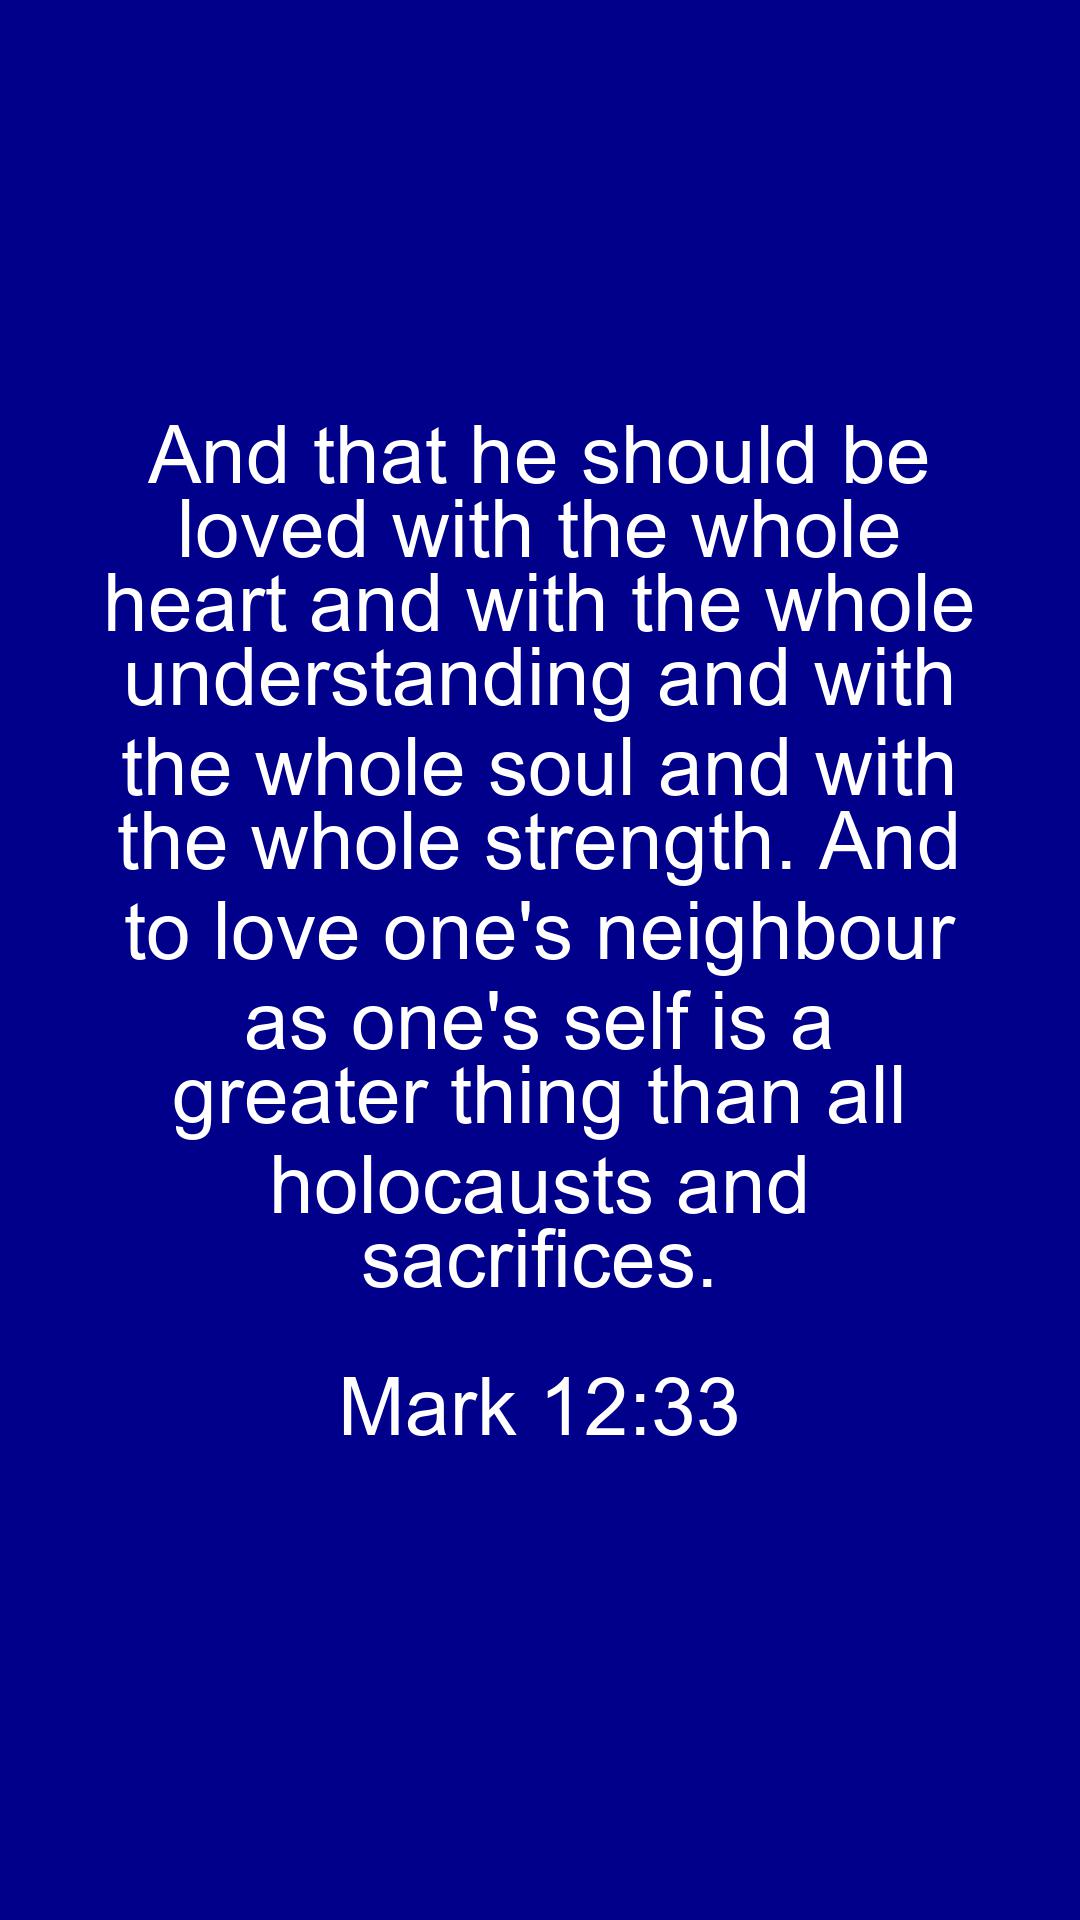 And that he should be
loved with the whole
heart and with the whole
understanding and with
the whole soul and with
the whole strength. And
to love one's neighbour
as one's self is a
greater thing than all
holocausts and
sacrifices.
Mark 12:33